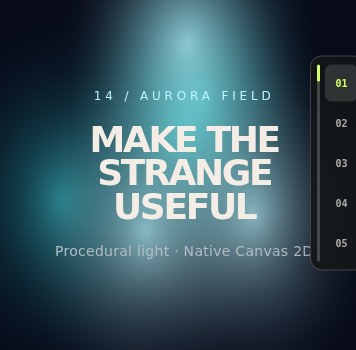 14 / AURORA FIELD
MAKE THE
STRANGE
USEFUL
Procedural light · Native Canvas 2D
01
02
03
04
05